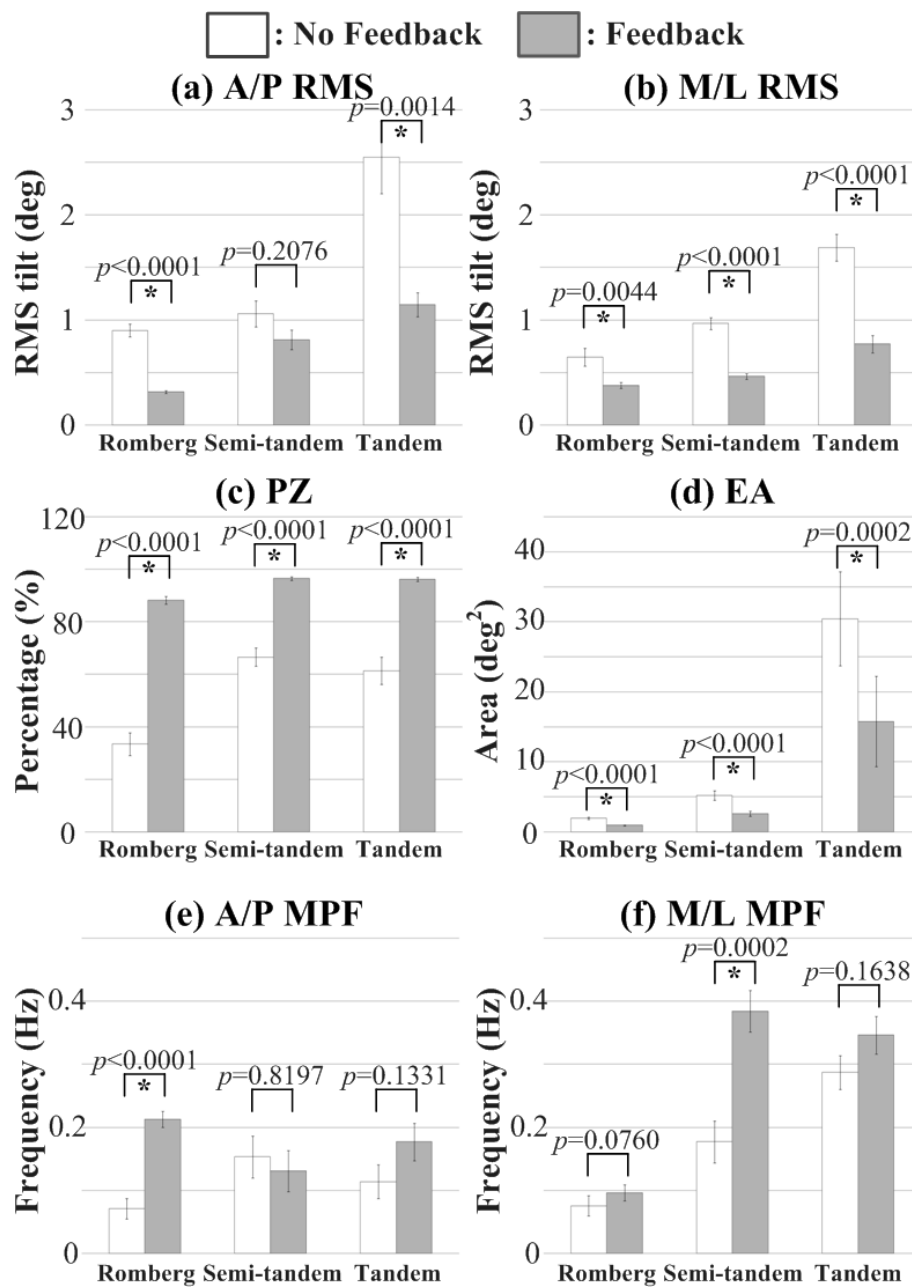 : No Feedback : Feedback
(a) A/P RMS
RMS tilt (deg)
3
2
1
0
p<0.0001
*
p=0.2076
p=0.0014
*
Romberg Semi-tandem Tandem
(b) M/L RMS
RMS tilt (deg)
3
2
1
0
p=0.0044
*
p<0.0001
*
p<0.0001
*
Romberg Semi-tandem Tandem
(c) PZ
Percentage (%)
120
80
40
0
p<0.0001
*
p<0.0001
*
p<0.0001
*
Romberg Semi-tandem Tandem
(d) EA
Area (deg²)
40
30
20
10
0
p<0.0001
*
p<0.0001
*
p=0.0002
*
Romberg Semi-tandem Tandem
(e) A/P MPF
Frequency (Hz)
0.4
0.2
0
p<0.0001
*
p=0.8197
p=0.1331
Romberg Semi-tandem Tandem
(f) M/L MPF
Frequency (Hz)
0.4
0.2
0
p=0.0760
p=0.0002
*
p=0.1638
Romberg Semi-tandem Tandem